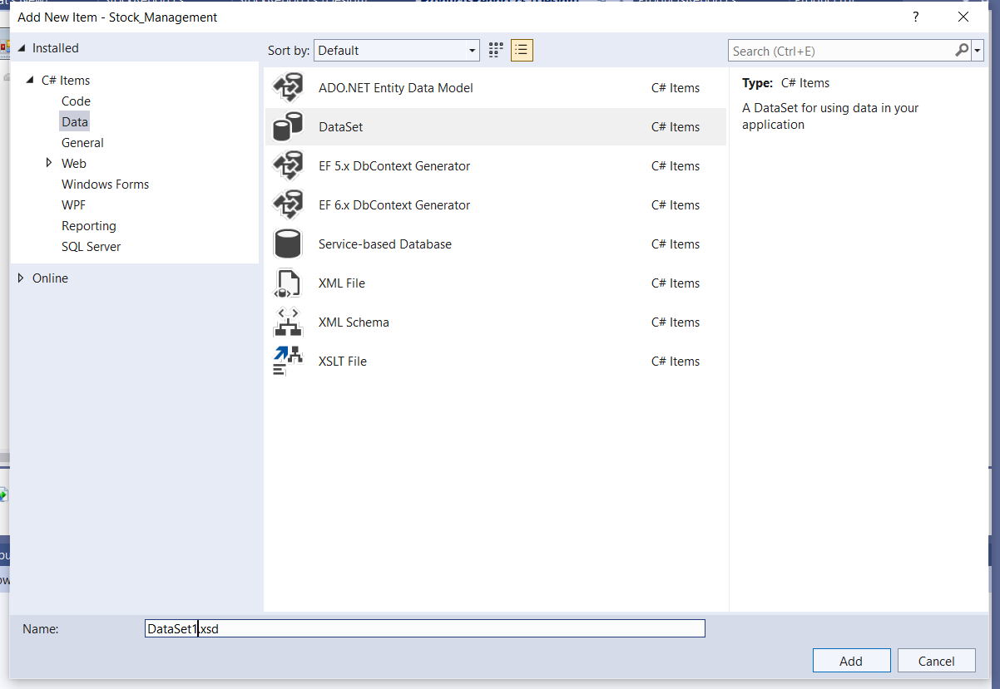 Add New Item - Stock_Management
?
Installed
Sort by: Default
Search (Ctrl+E)
C# Items
Code
Data
General
Web
Windows Forms
WPF
Reporting
SQL Server
Online
ADO.NET Entity Data Model C# Items
DataSet C# Items
EF 5.x DbContext Generator C# Items
EF 6.x DbContext Generator C# Items
Service-based Database C# Items
XML File C# Items
XML Schema C# Items
XSLT File C# Items
Type: C# Items
A DataSet for using data in your
application
Name: DataSet1.xsd
Add Cancel